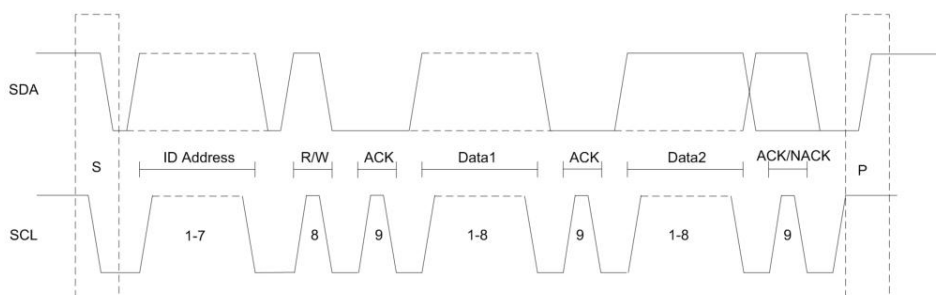 SDA
S
ID Address
R/W
ACK
Data1
ACK
Data2
ACK/NACK
P
SCL
1-7
8
9
1-8
9
1-8
9